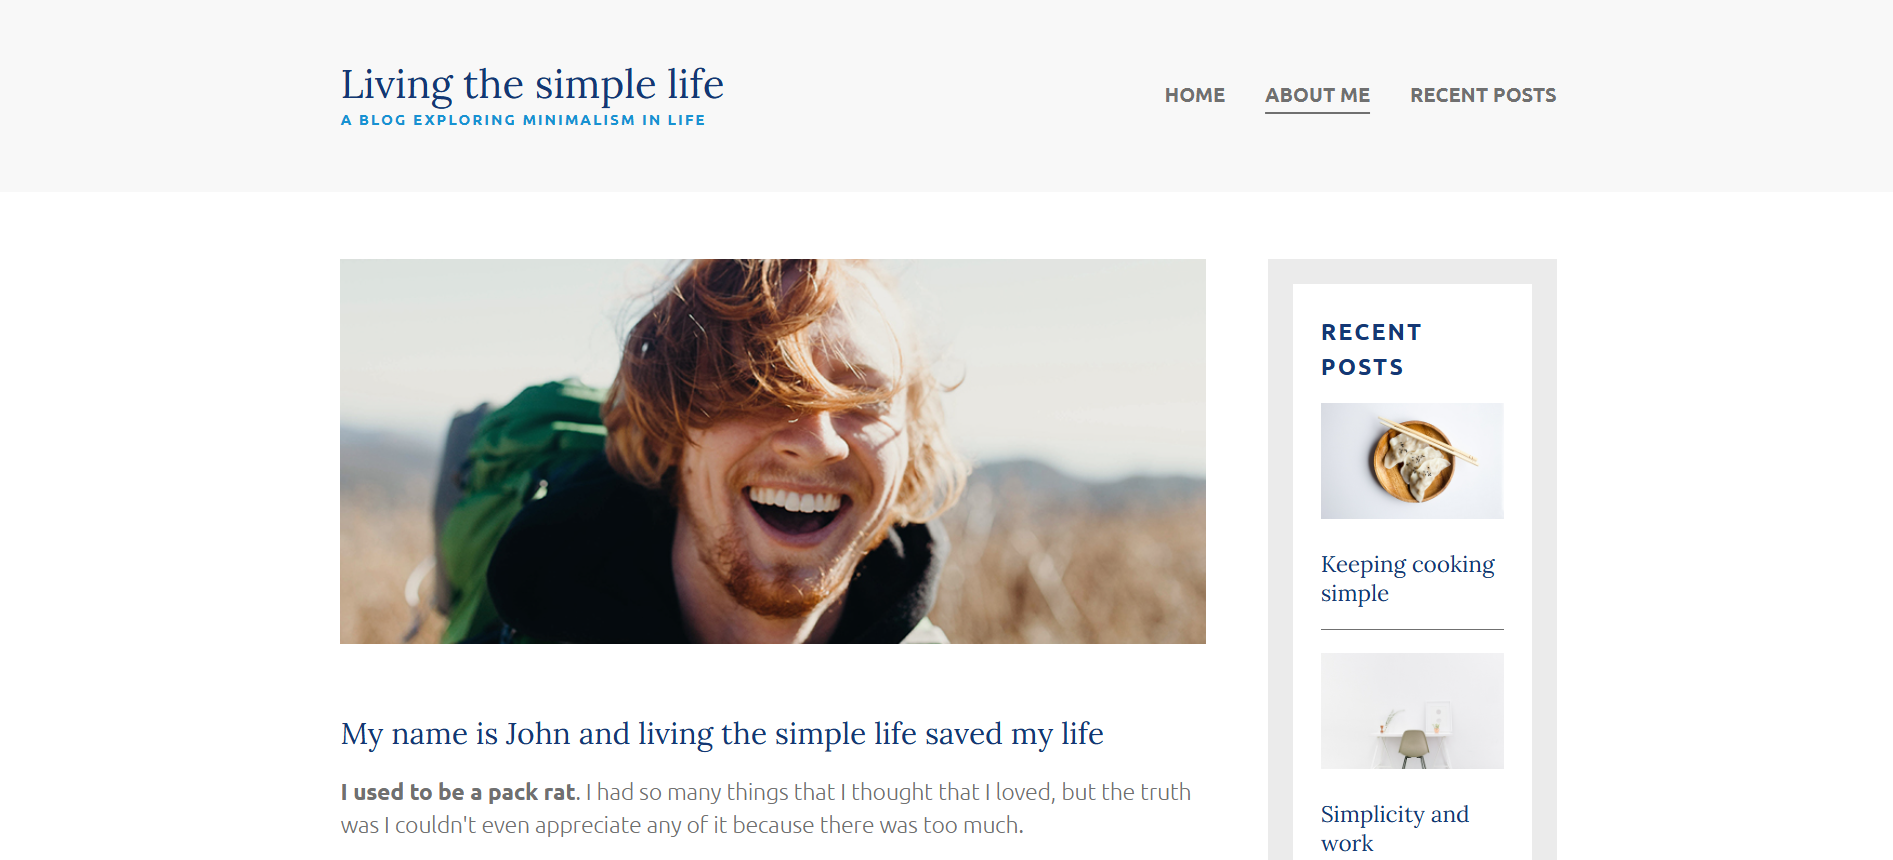 Living the simple life
A BLOG EXPLORING MINIMALISM IN LIFE
HOME ABOUT ME RECENT POSTS
My name is John and living the simple life saved my life
I used to be a pack rat. I had so many things that I thought that I loved, but the truth
was I couldn't even appreciate any of it because there was too much.
RECENT
POSTS
Keeping cooking
simple
Simplicity and
work